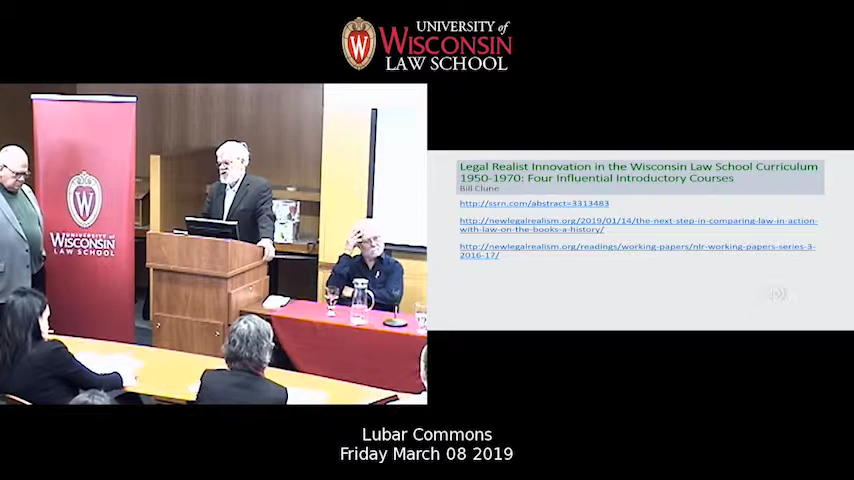 UNIVERSITY of
WISCONSIN
LAW SCHOOL
W
W
UNIVERSITY OF
WISCONSIN
LAW SCHOOL
Legal Realist Innovation in the Wisconsin Law School Curriculum
1950-1970: Four Influential Introductory Courses
Bill Clune
http://ssrn.com/abstract=3313483
http://newlegalrealism.org/2019/01/14/the-next-step-in-comparing-law-in-action-
with-law-on-the-books-a-history/
http://newlegalrealism.org/readings/working-papers/nlr-working-papers-series-3-
2016-17/
Lubar Commons
Friday March 08 2019